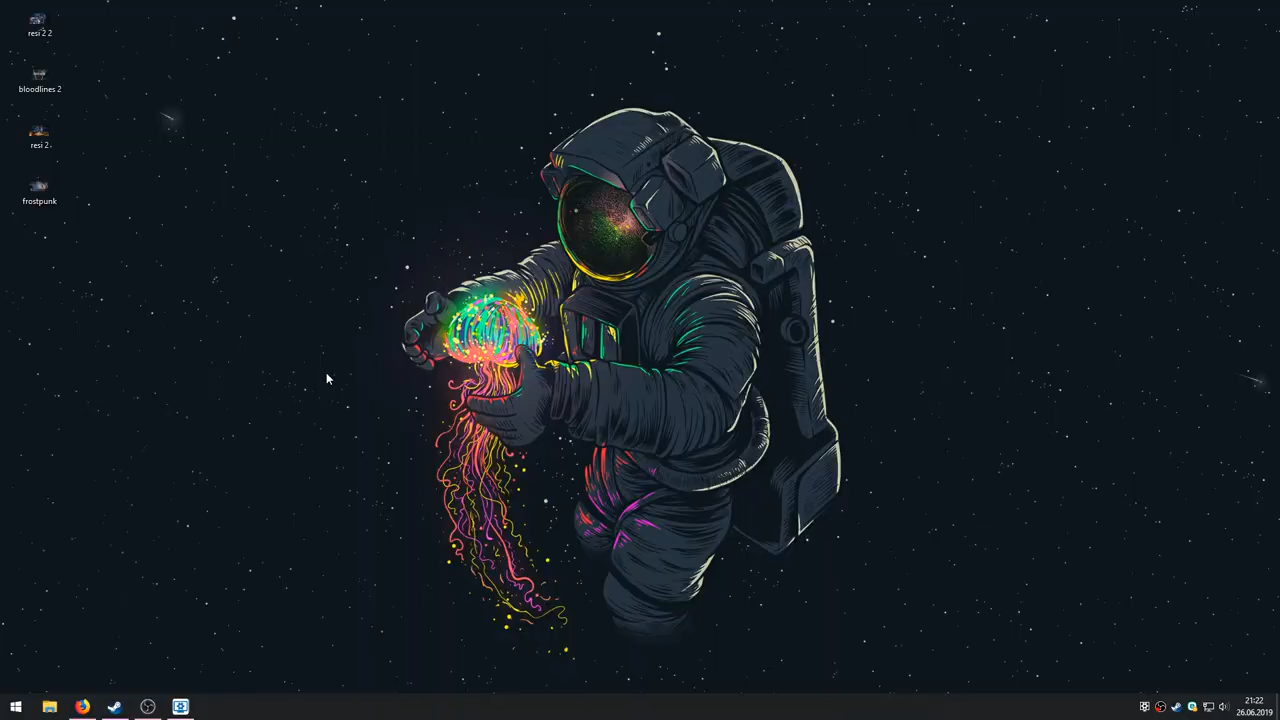 resi 2 2
bloodlines 2
resi 2
frostpunk
21:22
26.06.2019